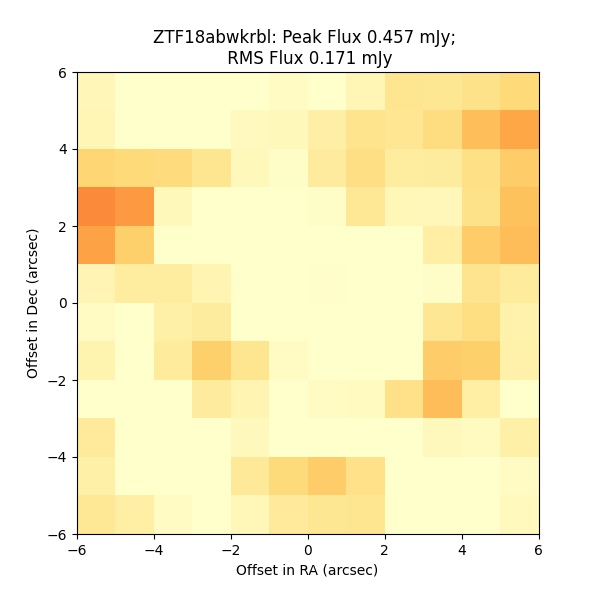 ZTF18abwkrbl: Peak Flux 0.457 mJy;
RMS Flux 0.171 mJy
6
4
2
0
−2
−4
−6
Offset in Dec (arcsec)
−6 −4 −2 0 2 4 6
Offset in RA (arcsec)